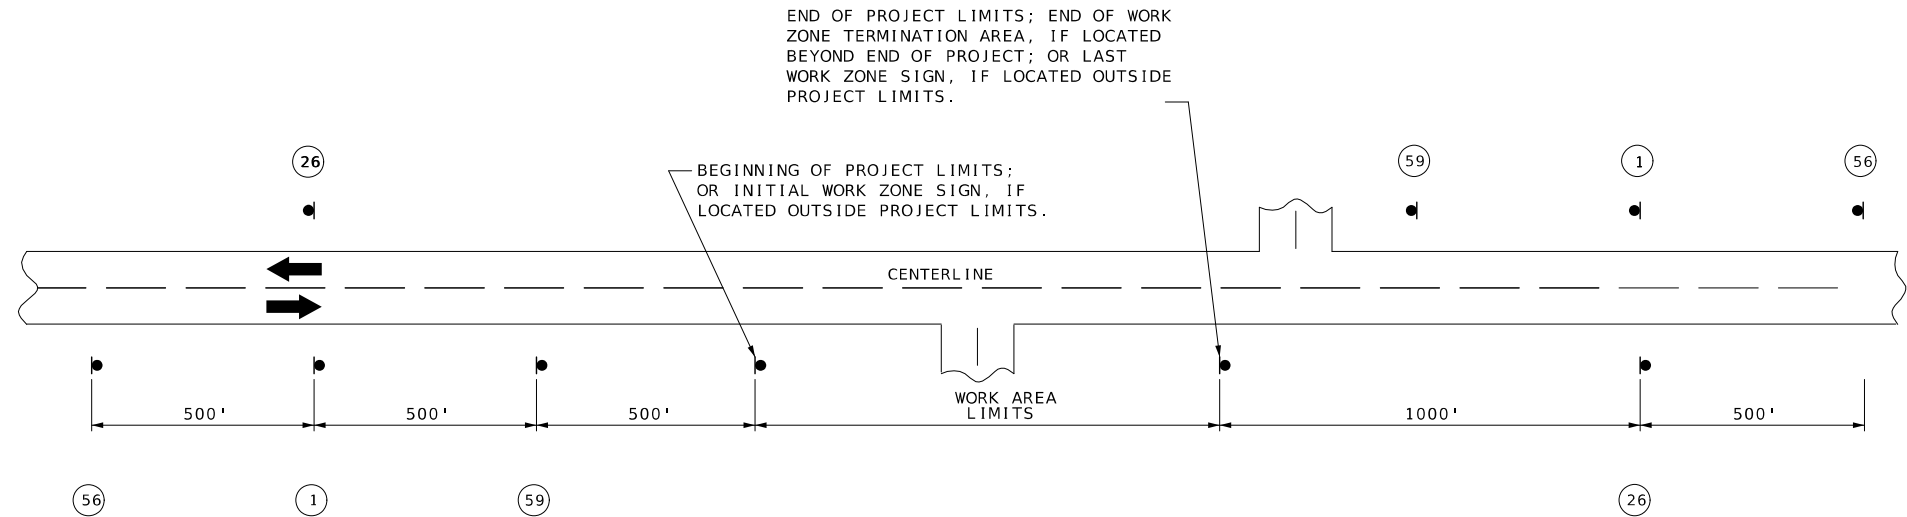 END OF PROJECT LIMITS; END OF WORK
ZONE TERMINATION AREA, IF LOCATED
BEYOND END OF PROJECT; OR LAST
WORK ZONE SIGN, IF LOCATED OUTSIDE
PROJECT LIMITS.
26
59
1
56
BEGINNING OF PROJECT LIMITS;
OR INITIAL WORK ZONE SIGN, IF
LOCATED OUTSIDE PROJECT LIMITS.
CENTERLINE
WORK AREA
LIMITS
500'
500'
500'
1000'
500'
56
1
59
26